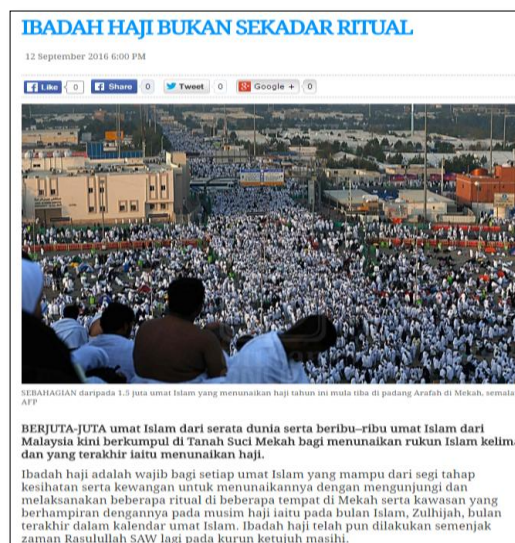 IBADAH HAJI BUKAN SEKADAR RITUAL
12 September 2016 6:00 PM
Like 0 Share 0 Tweet 0 Google + 0
SEBAHAGIAN daripada 1.5 juta umat Islam yang menunaikan haji tahun ini mula tiba di padang Arafah di Mekah, semala
AFP
BERJUTA-JUTA umat Islam dari serata dunia serta beribu–ribu umat Islam dari
Malaysia kini berkumpul di Tanah Suci Mekah bagi menunaikan rukun Islam kelima
dan yang terakhir iaitu menunaikan haji.
Ibadah haji adalah wajib bagi setiap umat Islam yang mampu dari segi tahap
kesihatan serta kewangan untuk menunaikannya dengan mengunjungi dan
melaksanakan beberapa ritual di beberapa tempat di Mekah serta kawasan yang
berhampiran dengannya pada musim haji iaitu pada bulan Islam, Zulhijah, bulan
terakhir dalam kalendar umat Islam. Ibadah haji telah pun dilakukan semenjak
zaman Rasulullah SAW lagi pada kurun ketujuh masihi.